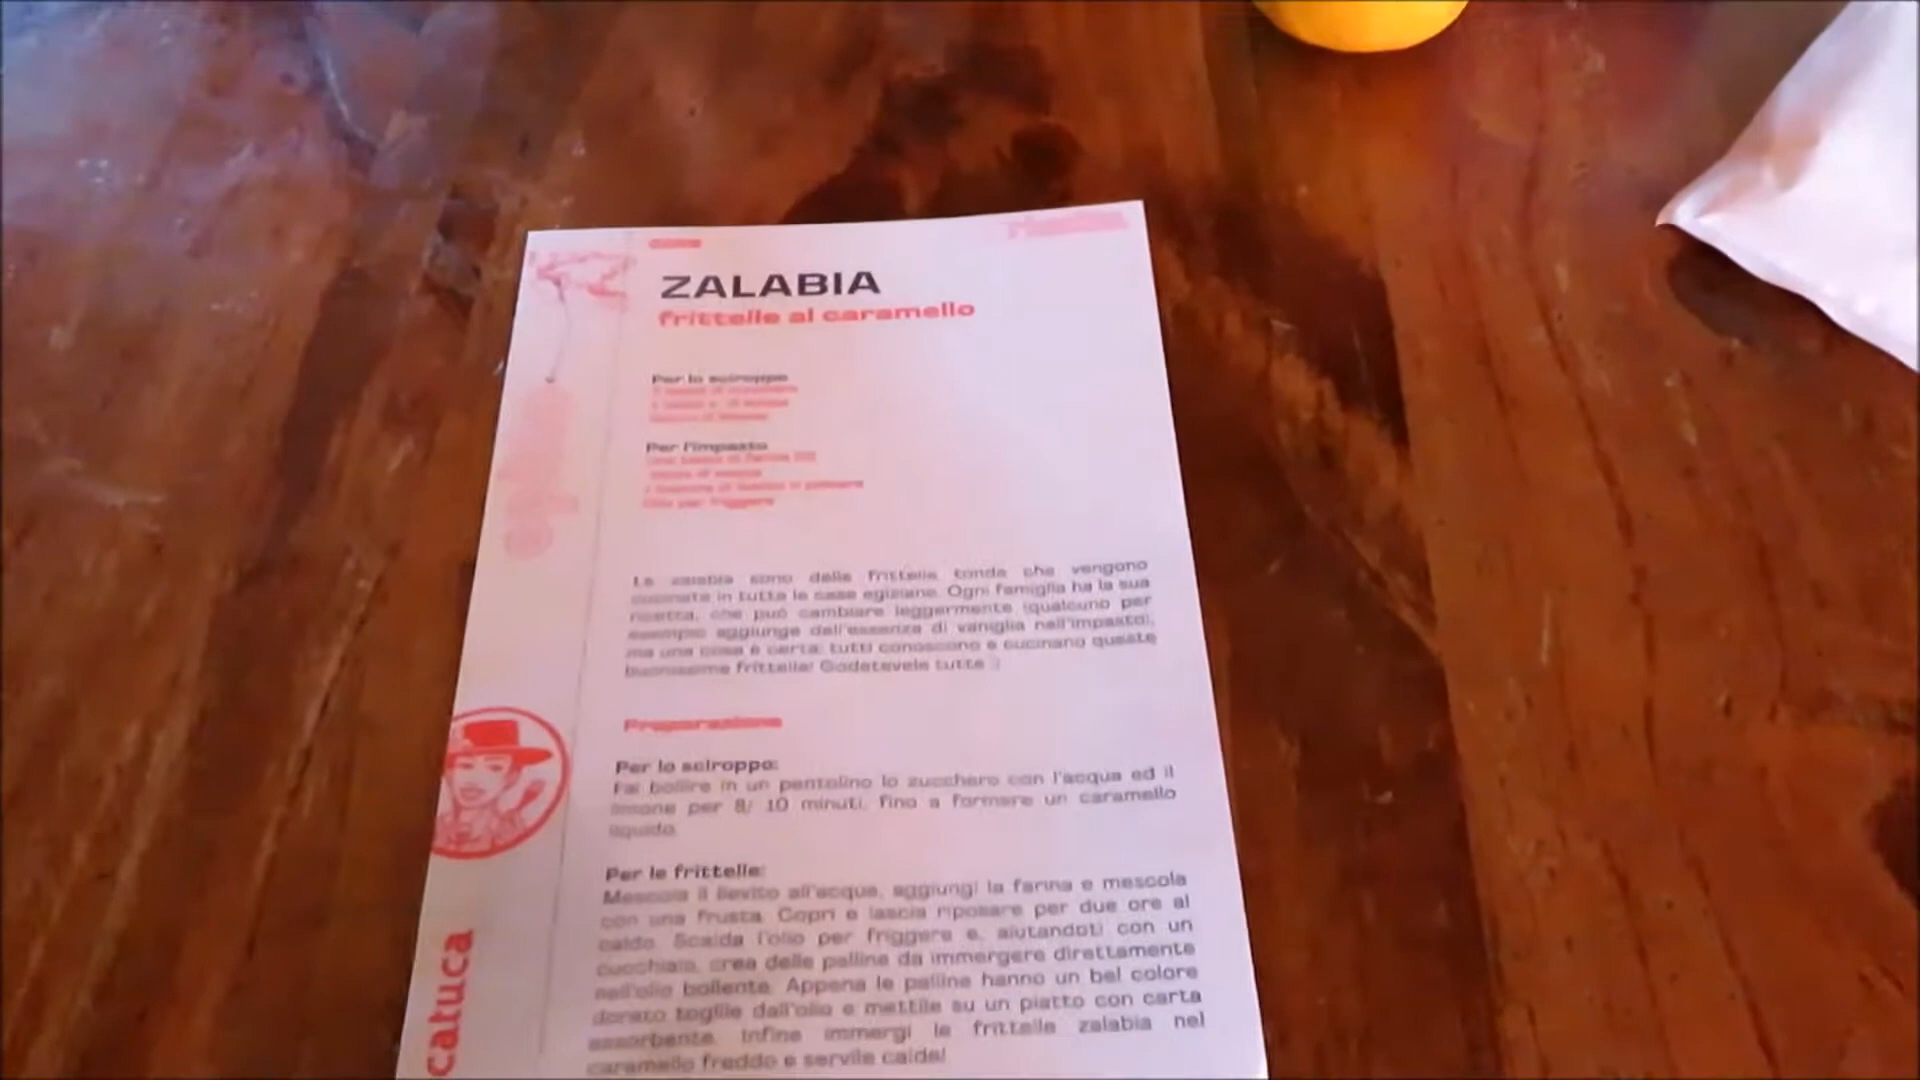 ZALABIA
frittelle al caramello
Per lo sciroppo
Per l'impasto
Olio per friggere
Le zalabia sono delle frittelle tonde che vengono
cucinate in tutte le case egiziane. Ogni famiglia ha la sua
ricetta, che può cambiare leggermente (qualcuno per
esempio aggiunge dell'essenza di vaniglia nell'impasto),
ma una cosa è certa: tutti conoscono e cucinano queste
buonissime frittelle! Godetevele tutte :)
Preparazione
Per lo sciroppo:
Fai bollire in un pentolino lo zucchero con l'acqua ed il
limone per 8/ 10 minuti, fino a formare un caramello
liquido.
Per le frittelle:
Mescola il lievito all'acqua, aggiungi la farina e mescola
con una frusta. Copri e lascia riposare per due ore al
caldo. Scalda l'olio per friggere e, aiutandoti con un
cucchiaio, crea delle palline da immergere direttamente
nell'olio bollente. Appena le palline hanno un bel colore
dorato toglile dall'olio e mettile su un piatto con carta
assorbente. Infine immergi le frittelle zalabia nel
caramello freddo e servile calde!
catuca